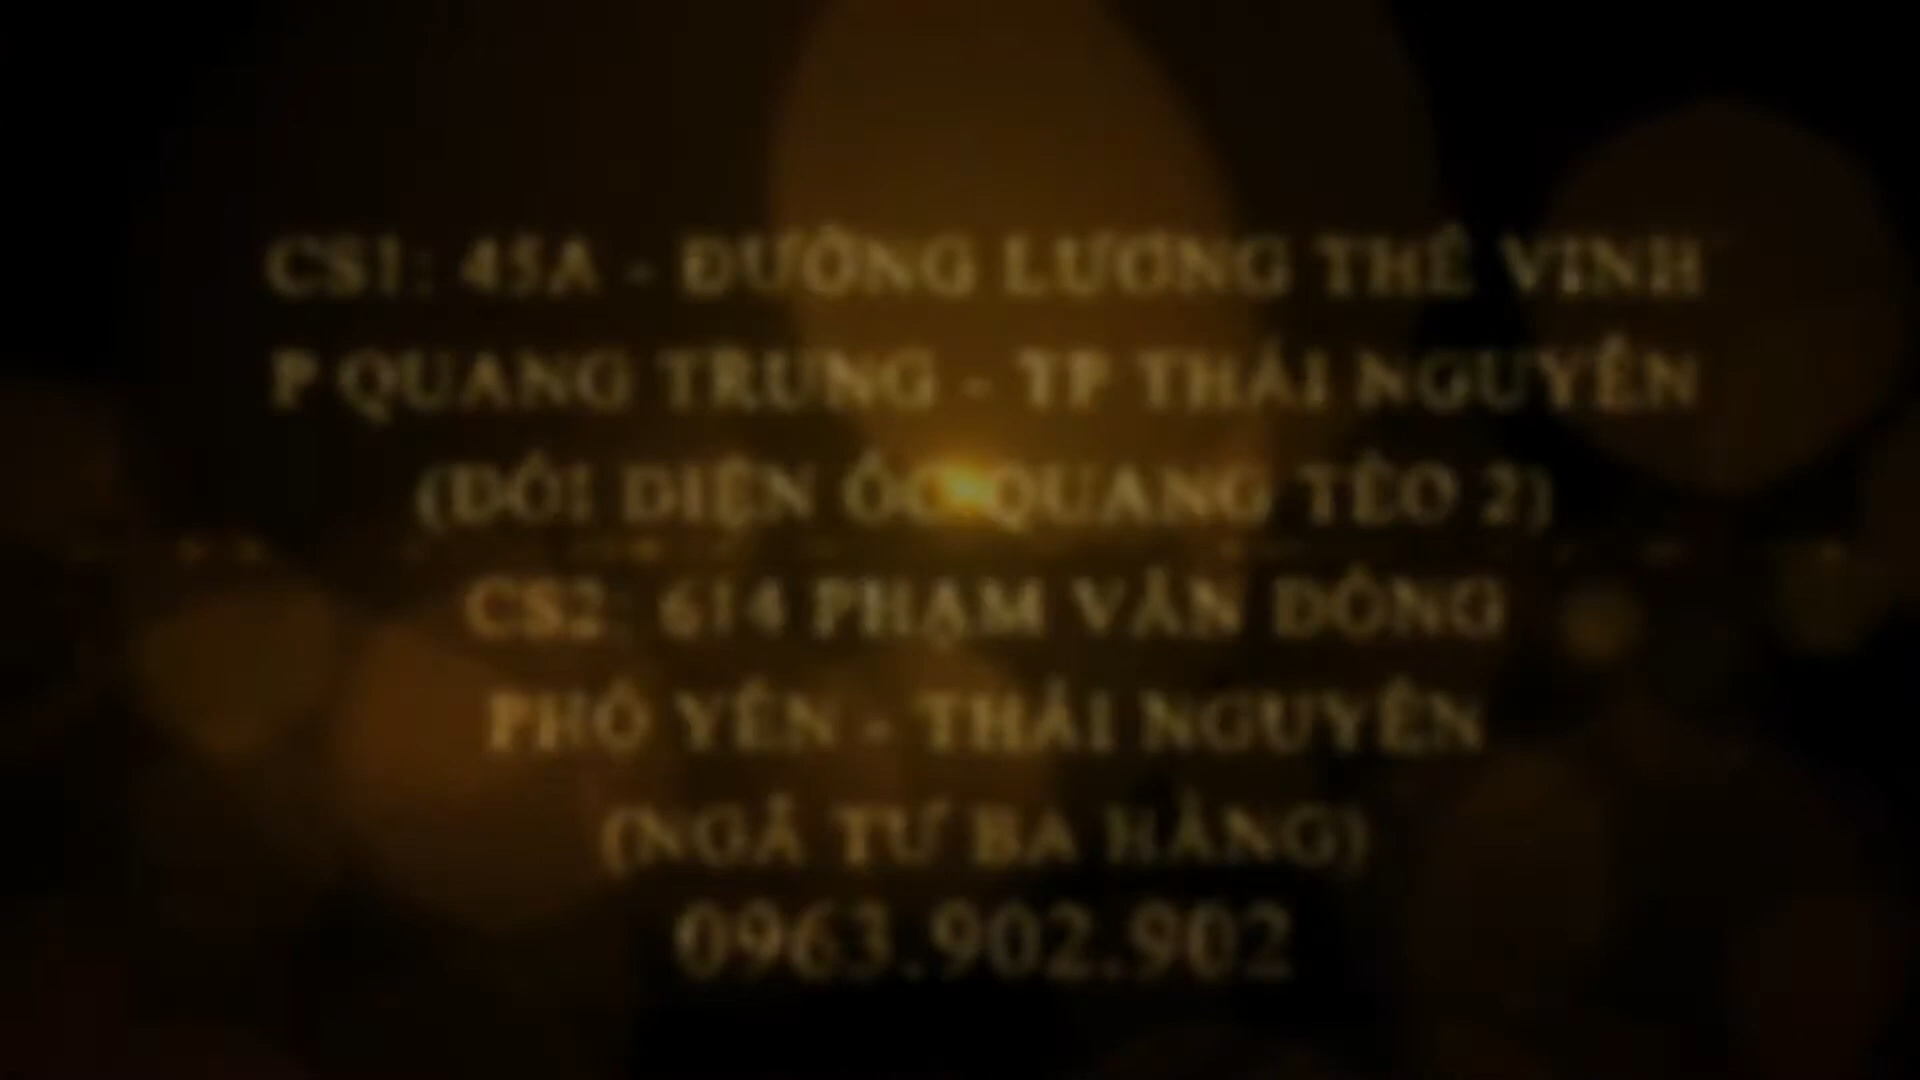 CS1: 45A - ĐƯỜNG LƯƠNG THẾ VINH
P QUANG TRUNG - TP THÁI NGUYÊN
(ĐỐI DIỆN ỐC QUANG TÈO 2)
CS2: 614 PHẠM VĂN ĐỒNG
PHỔ YÊN - THÁI NGUYÊN
(NGÃ TƯ BA HÀNG)
0963.902.902